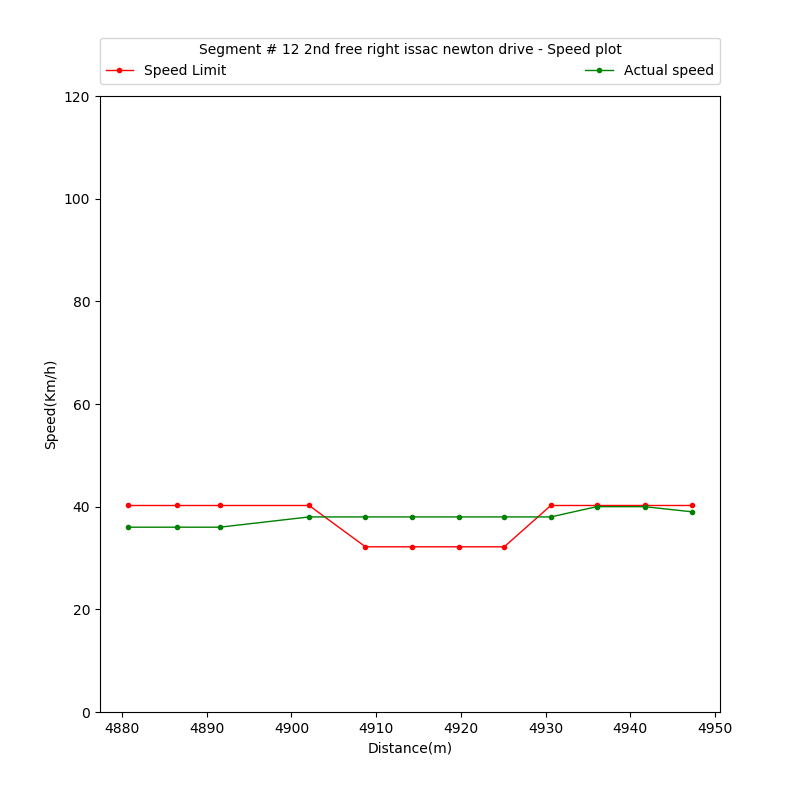 Segment # 12 2nd free right issac newton drive - Speed plot
Speed Limit
Actual speed
120
100
80
60
40
20
0
Speed(Km/h)
4880 4890 4900 4910 4920 4930 4940 4950
Distance(m)